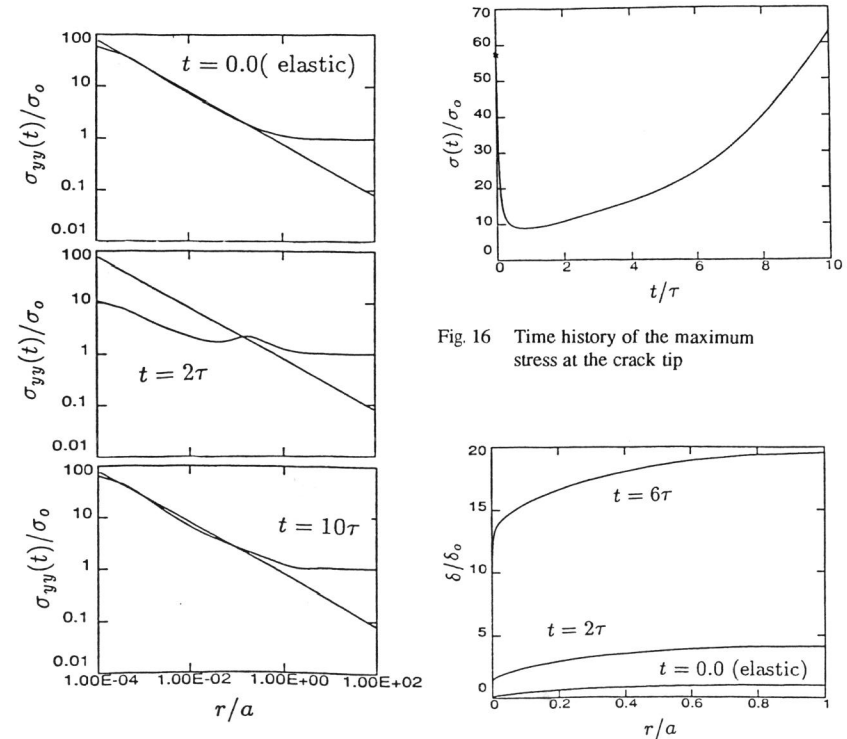 100
10
1
0.1
0.01
σyy(t)/σo
t = 0.0( elastic)
100
10
1
0.1
0.01
σyy(t)/σo
t = 2τ
100
10
1
0.1
0.01
σyy(t)/σo
t = 10τ
1.00E-04 1.00E-02 1.00E+00 1.00E+02
r/a
70
60
50
40
30
20
10
0
σ(t)/σo
0 2 4 6 8 10
t/τ
Fig. 16 Time history of the maximum
stress at the crack tip
20
15
10
5
0
δ/δo
t = 6τ
t = 2τ
t = 0.0 (elastic)
0 0.2 0.4 0.6 0.8 1
r/a